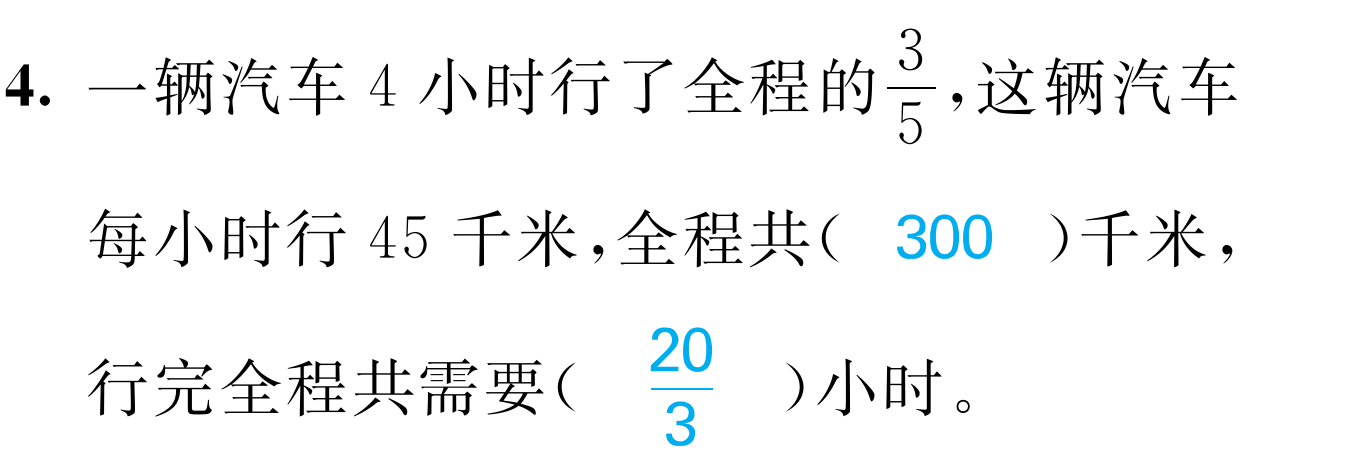 4. 一辆汽车 4 小时行了全程的3/5,这辆汽车
每小时行 45 千米,全程共( 300 )千米,
行完全程共需要( 20/3 )小时。